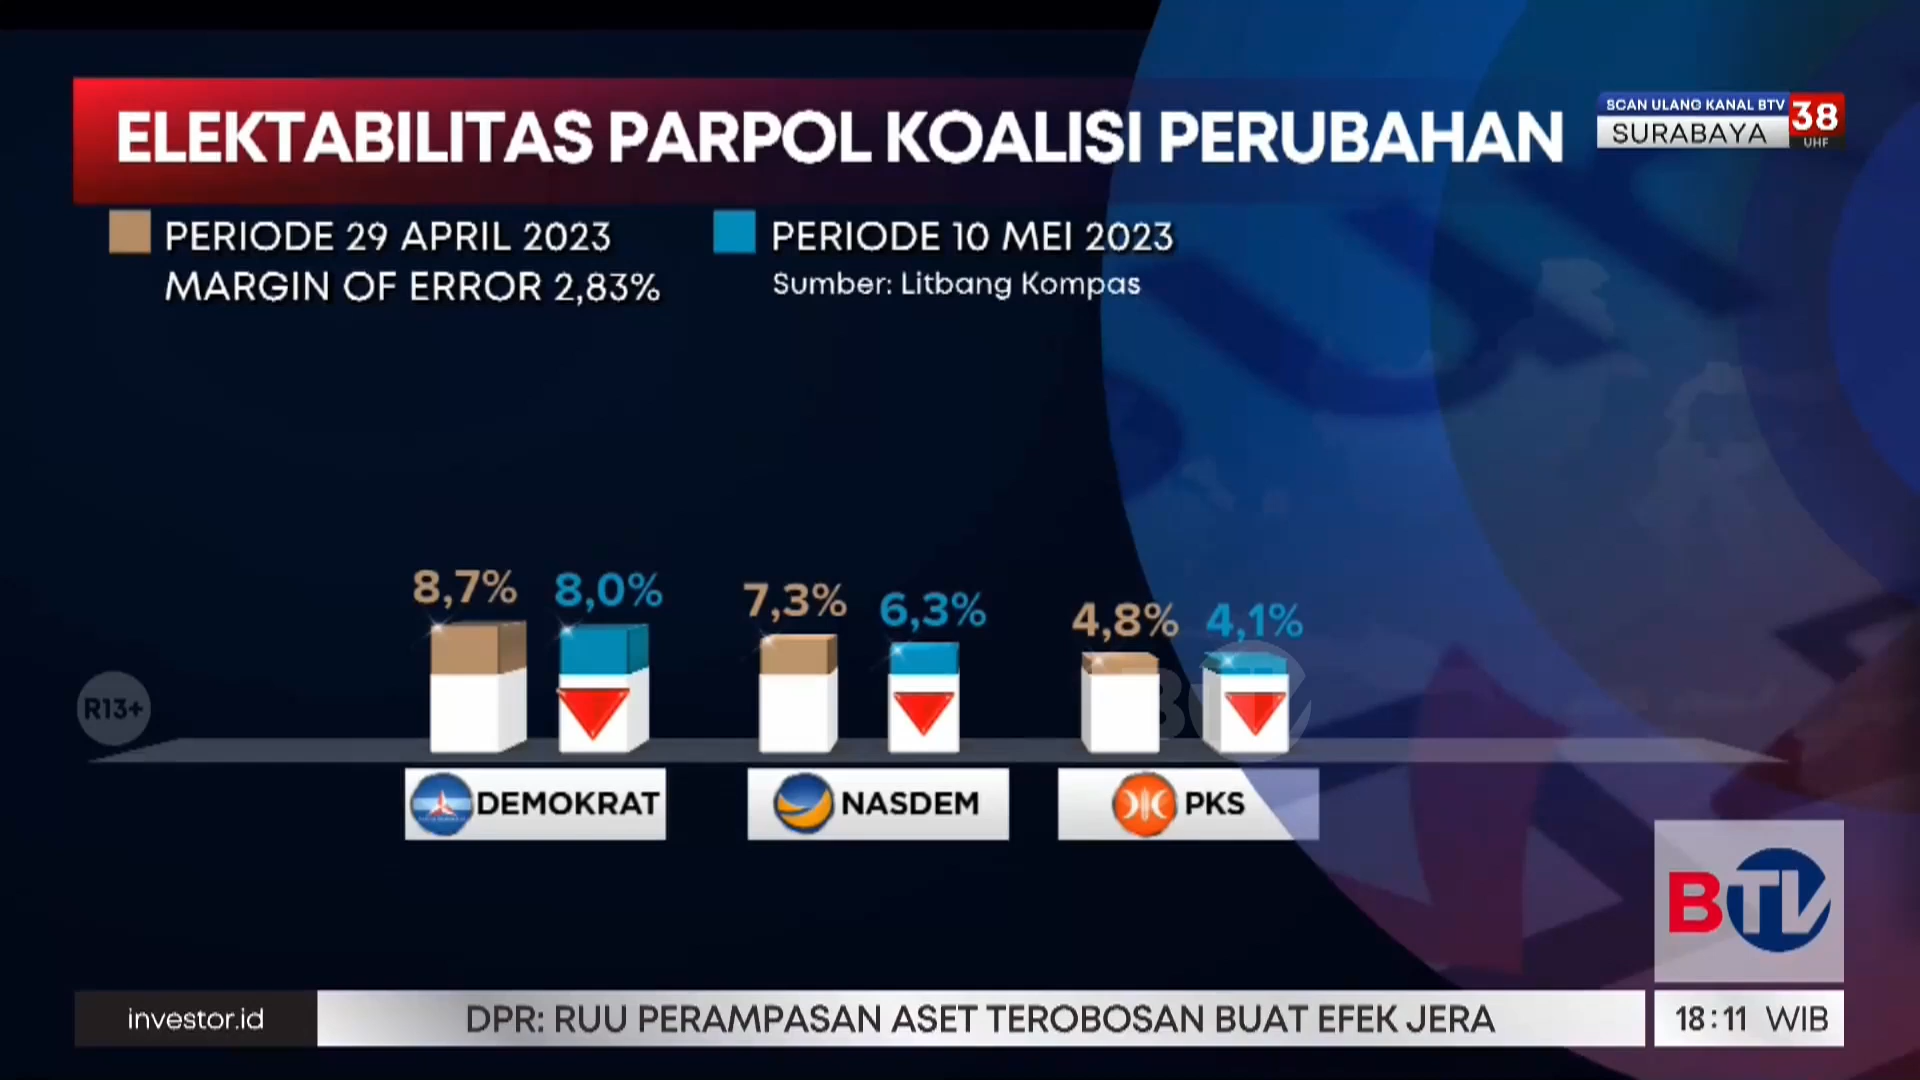 ELEKTABILITAS PARPOL KOALISI PERUBAHAN
SCAN ULANG KANAL BTV
SURABAYA
38
UHF
PERIODE 29 APRIL 2023
MARGIN OF ERROR 2,83%
PERIODE 10 MEI 2023
Sumber: Litbang Kompas
8,7% 8,0%
7,3% 6,3%
4,8% 4,1%
R13+
BTV
DEMOKRAT
NASDEM
PKS
BTV
investor.id
DPR: RUU PERAMPASAN ASET TEROBOSAN BUAT EFEK JERA
18:11 WIB